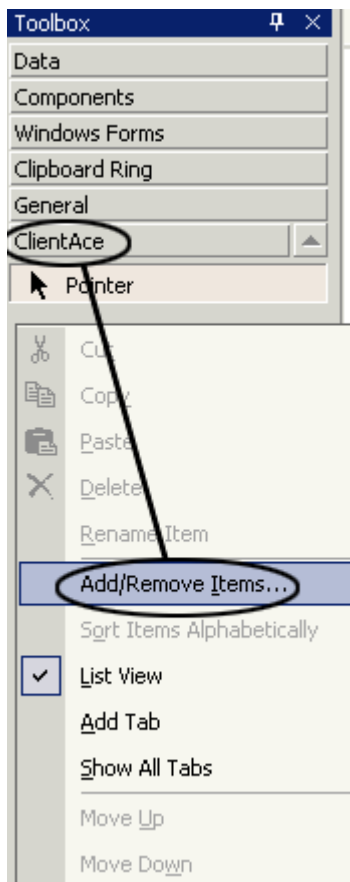 Toolbox
Data
Components
Windows Forms
Clipboard Ring
General
ClientAce
Pointer
Cut
Copy
Paste
Delete
Rename Item
Add/Remove Items...
Sort Items Alphabetically
List View
Add Tab
Show All Tabs
Move Up
Move Down